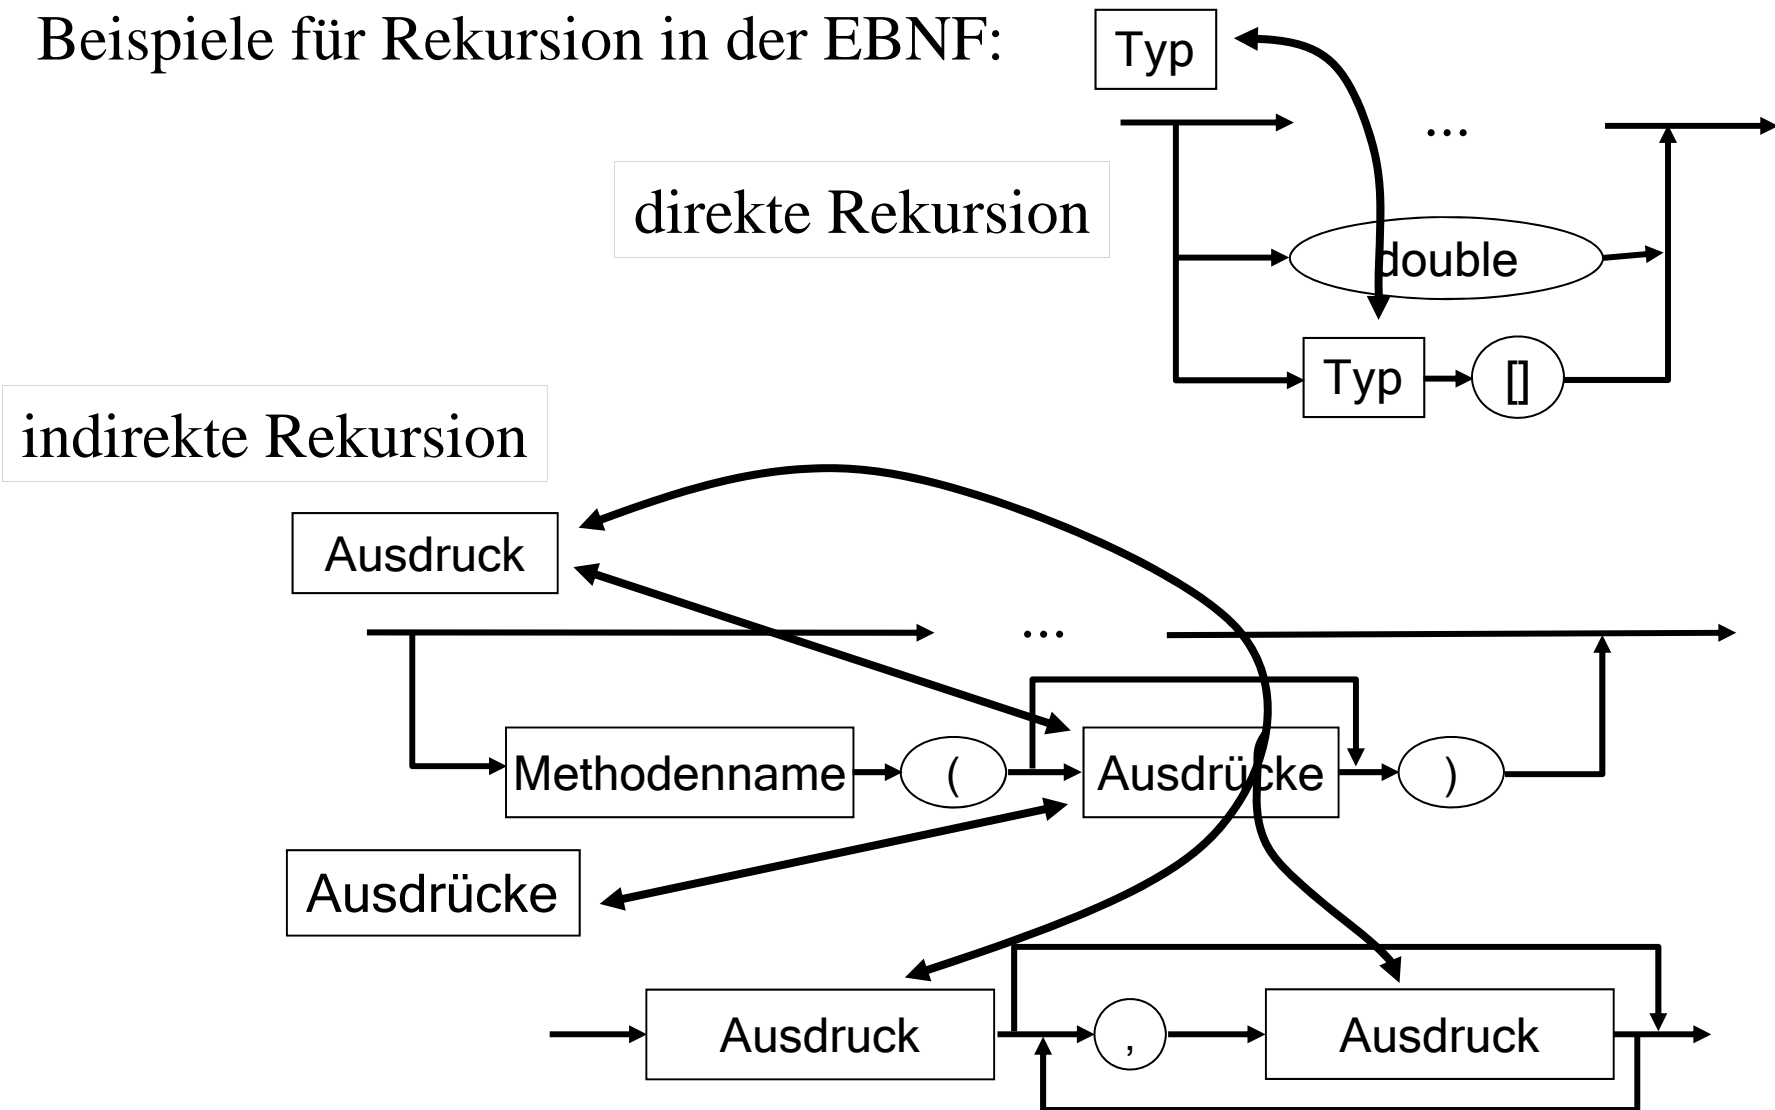 Beispiele für Rekursion in der EBNF:
Typ
...
direkte Rekursion
double
Typ []
indirekte Rekursion
Ausdruck
...
Methodenname ( Ausdrücke )
Ausdrücke
Ausdruck , Ausdruck